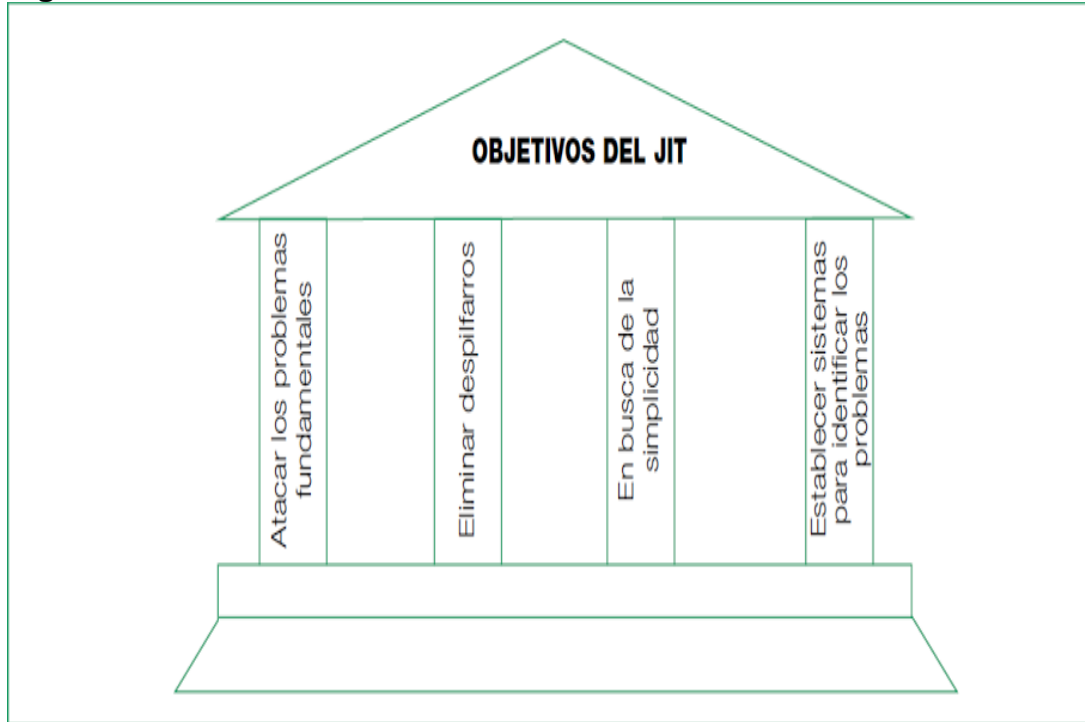 OBJETIVOS DEL JIT
Atacar los problemas
fundamentales
Eliminar despilfarros
En busca de la
simplicidad
Establecer sistemas
para identificar los
problemas